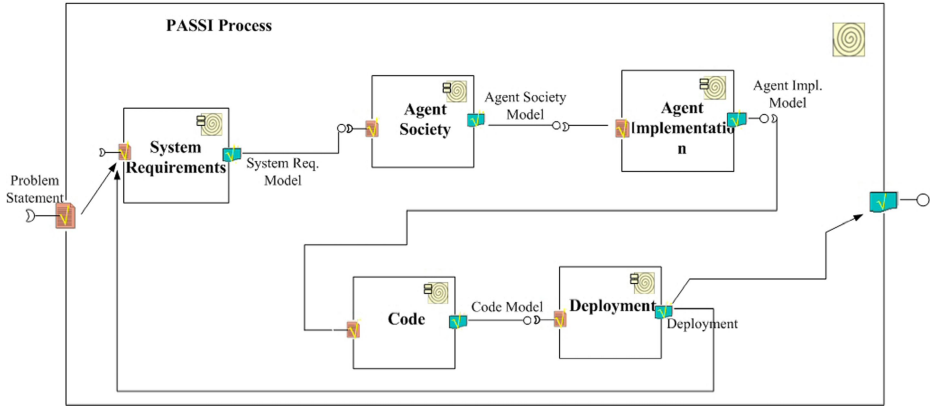 PASSI Process
Agent
Society
Agent Society
Model
Agent
Implementatio
n
Agent Impl.
Model
System
Requirements
System Req.
Model
Problem
Statement
Code
Code Model
Deployment
Deployment